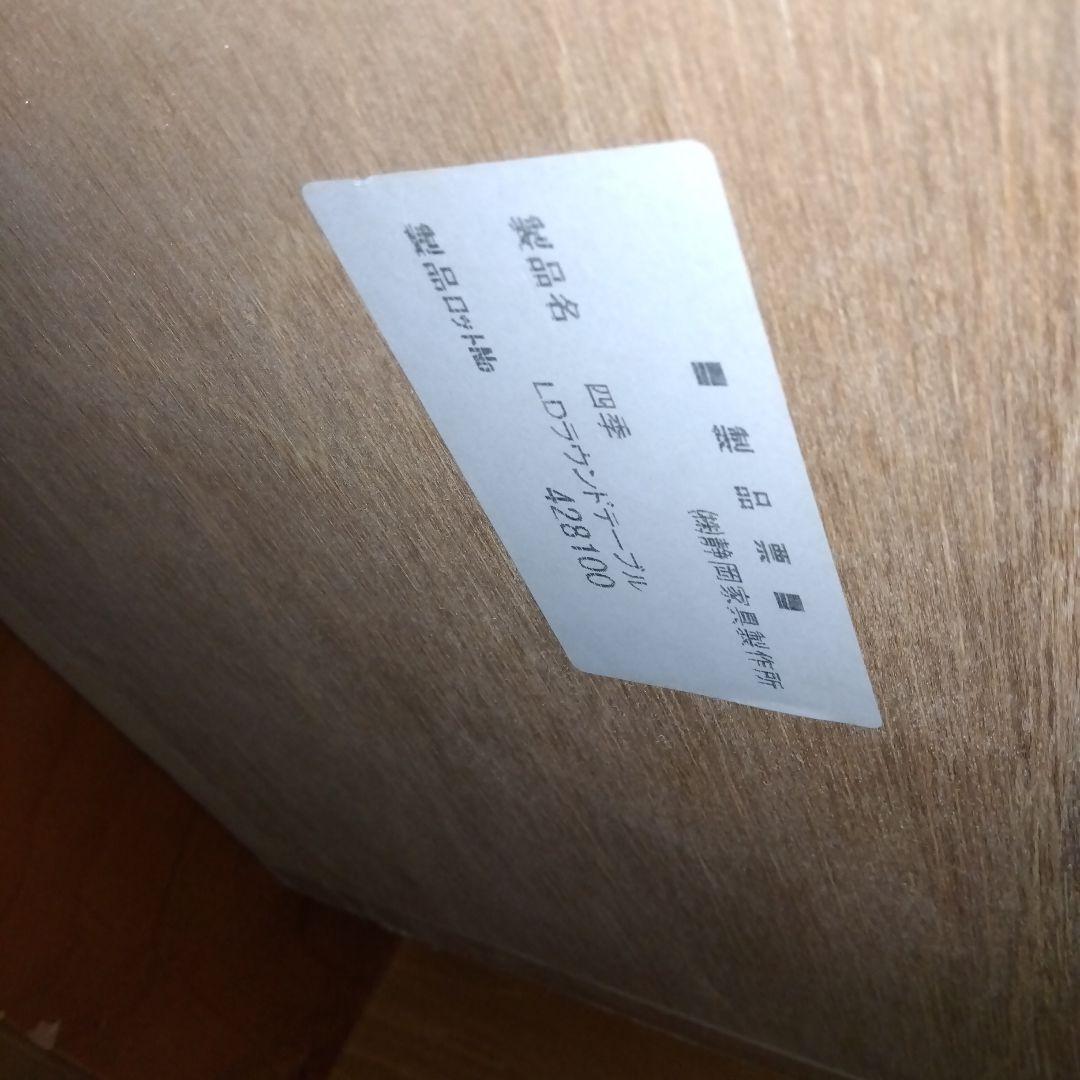 ■ 製品票 ■
㈱静岡家具製作所
製品名 四季
LDラウンドテーブル
製品ロット№ 428100